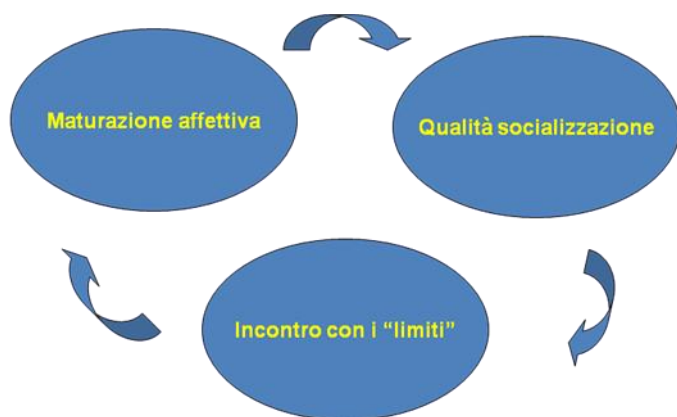 Maturazione affettiva
Qualità socializzazione
Incontro con i “limiti”